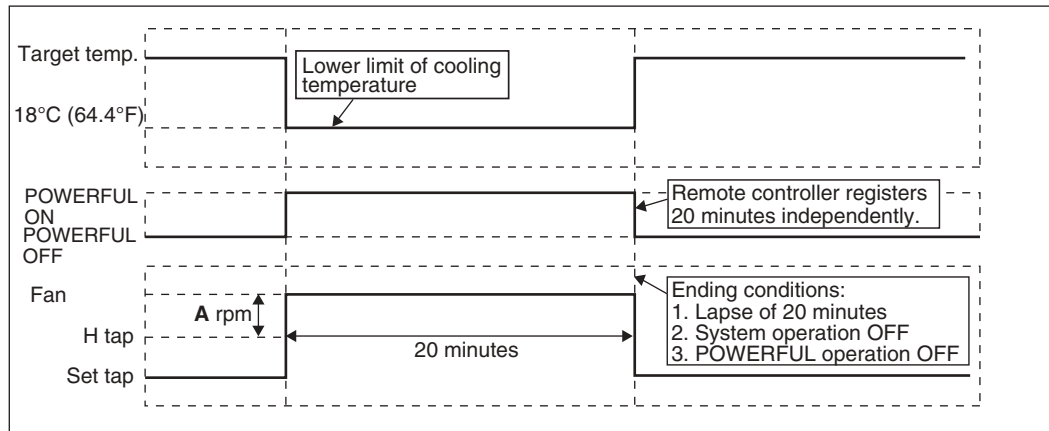 Target temp.
Lower limit of cooling
temperature
18°C (64.4°F)
POWERFUL
ON
POWERFUL
OFF
Remote controller registers
20 minutes independently.
Fan
A rpm
H tap
Set tap
20 minutes
Ending conditions:
1. Lapse of 20 minutes
2. System operation OFF
3. POWERFUL operation OFF